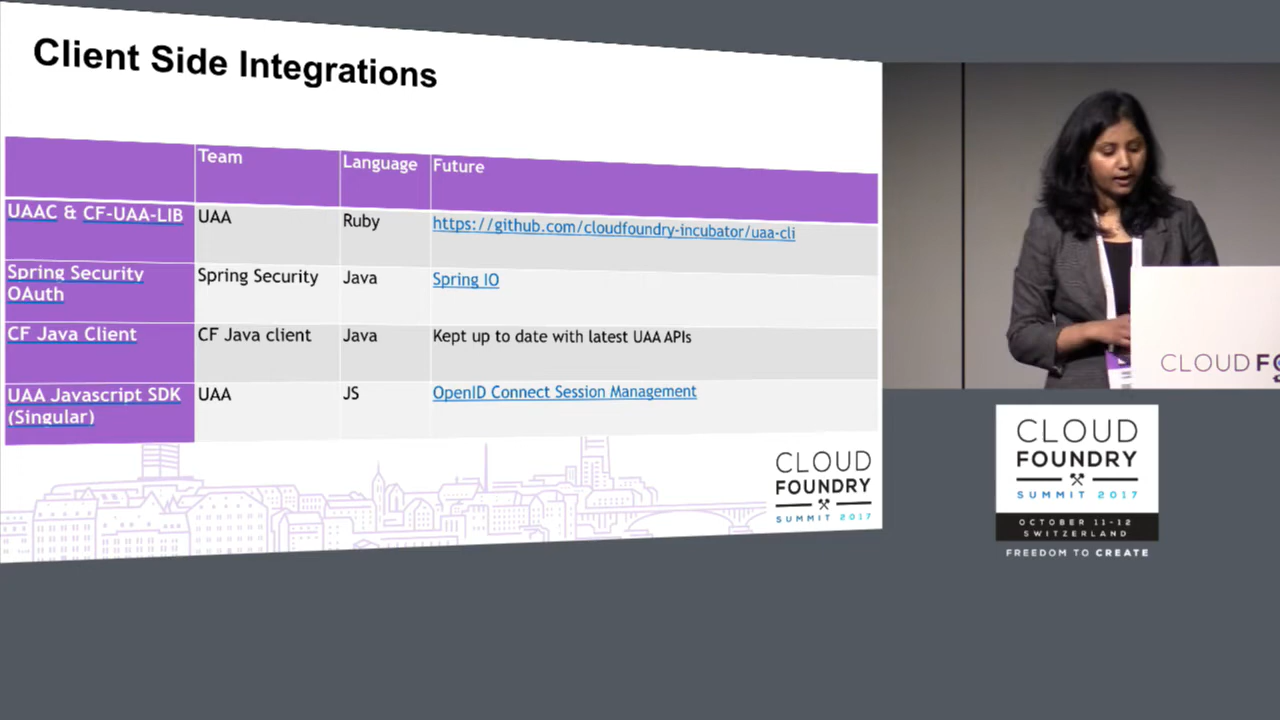 Client Side Integrations
Team
Language
Future
UAAC & CF-UAA-LIB
UAA
Ruby
https://github.com/cloudfoundry-incubator/uaa-cli
Spring Security
OAuth
Spring Security
Java
Spring IO
CF Java Client
CF Java client
Java
Kept up to date with latest UAA APIs
UAA Javascript SDK
(Singular)
UAA
JS
OpenID Connect Session Management
CLOUD
FOUNDRY
SUMMIT 2017
CLOUD FO
CLOUD
FOUNDRY
SUMMIT 2017
OCTOBER 11-12
SWITZERLAND
FREEDOM TO CREATE